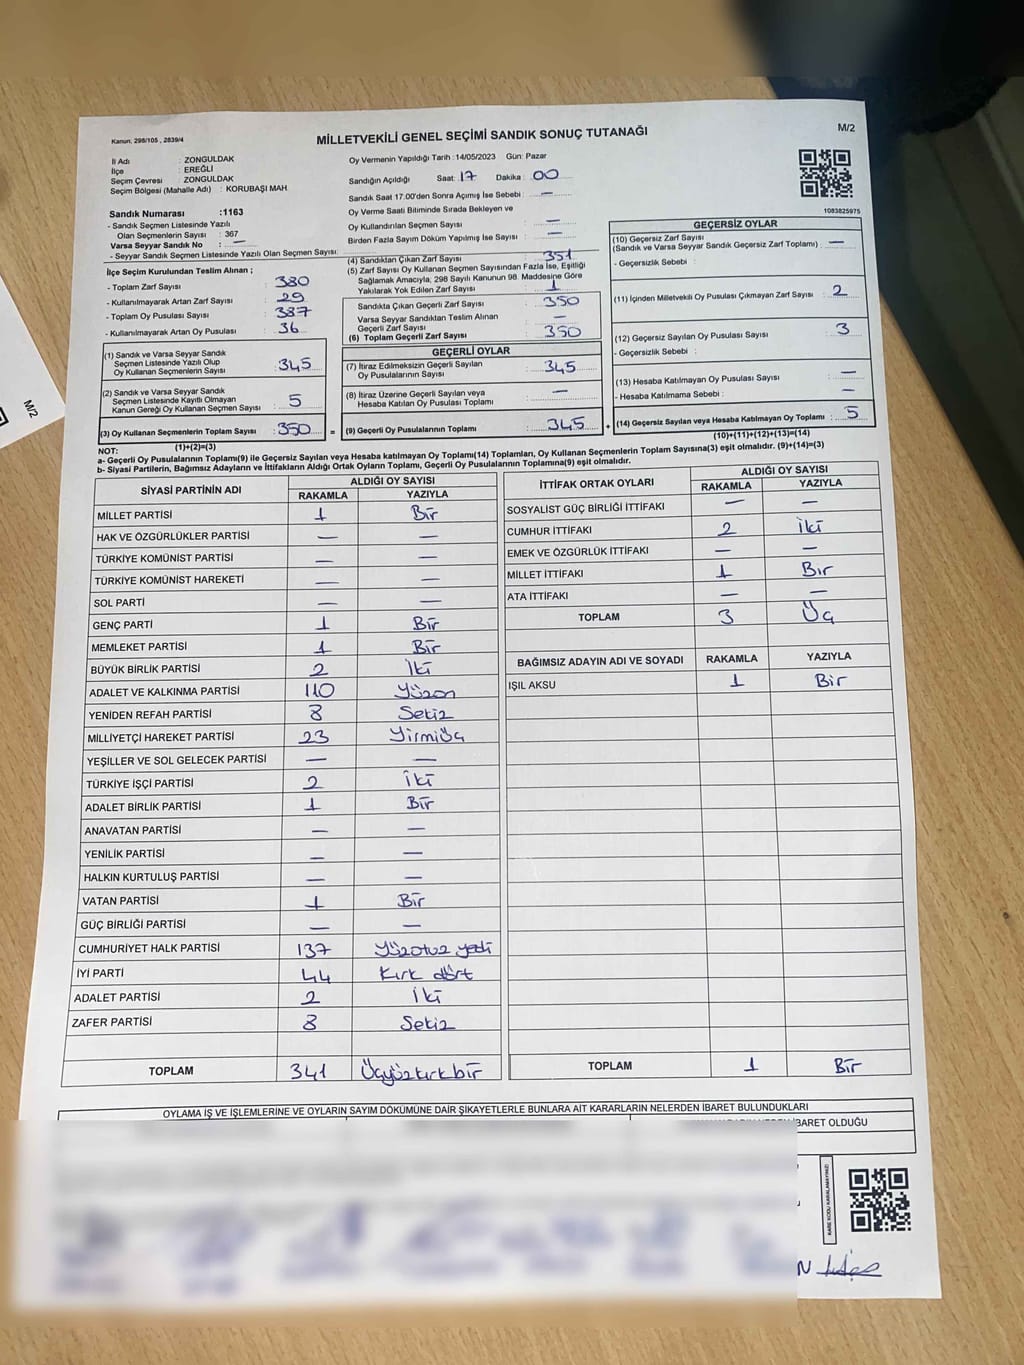 Kanun, 298/105 , 2839/4
MİLLETVEKİLİ GENEL SEÇİMİ SANDIK SONUÇ TUTANAĞI
M/2
İl Adı : ZONGULDAK
İlçe : EREĞLİ
Seçim Çevresi : ZONGULDAK
Seçim Bölgesi (Mahalle Adı) : KORUBAŞI MAH.
Oy Vermenin Yapıldığı Tarih :14/05/2023 Gün: Pazar
Sandığın Açıldığı Saat: 17 Dakika : 00
Sandık Saat 17.00'den Sonra Açımış İse Sebebi : —
Oy Verme Saati Bitiminde Sırada Bekleyen ve
Oy Kullandırılan Seçmen Sayısı : —
Birden Fazla Sayım Döküm Yapılmış İse Sayısı : —
1083825975
Sandık Numarası :1163
- Sandık Seçmen Listesinde Yazılı
Olan Seçmenlerin Sayısı : 367
Varsa Seyyar Sandık No : —
- Seyyar Sandık Seçmen Listesinde Yazılı Olan Seçmen Sayısı:
İlçe Seçim Kurulundan Teslim Alınan ;
- Toplam Zarf Sayısı : 380
- Kullanılmayarak Artan Zarf Sayısı : 29
- Toplam Oy Pusulası Sayısı : 387
- Kullanılmayarak Artan Oy Pusulası : 36
(1) Sandık ve Varsa Seyyar Sandık
Seçmen Listesinde Yazılı Olup
Oy Kullanan Seçmenlerin Sayısı : 345
(2) Sandık ve Varsa Seyyar Sandık
Seçmen Listesinde Kayıtlı Olmayan
Kanun Gereği Oy Kullanan Seçmen Sayısı : 5
(3) Oy Kullanan Seçmenlerin Toplam Sayısı : 350
(1)+(2)=(3)
(4) Sandıktan Çıkan Zarf Sayısı : 351
(5) Zarf Sayısı Oy Kullanan Seçmen Sayısından Fazla İse, Eşitliği
Sağlamak Amacıyla; 298 Sayılı Kanunun 98. Maddesine Göre
Yakılarak Yok Edilen Zarf Sayısı : 1
Sandıkta Çıkan Geçerli Zarf Sayısı : 350
Varsa Seyyar Sandıktan Teslim Alınan
Geçerli Zarf Sayısı : —
(6) Toplam Geçerli Zarf Sayısı : 350
GEÇERLİ OYLAR
(7) İtiraz Edilmeksizin Geçerli Sayılan
Oy Pusulalarının Sayısı : 345
(8) İtiraz Üzerine Geçerli Sayılan veya
Hesaba Katılan Oy Pusulası Toplamı : —
= (9) Geçerli Oy Pusulalarının Toplamı : 345
GEÇERSİZ OYLAR
(10) Geçersiz Zarf Sayısı
(Sandık ve Varsa Seyyar Sandık Geçersiz Zarf Toplamı) : —
- Geçersizlik Sebebi :
(11) İçinden Milletvekili Oy Pusulası Çıkmayan Zarf Sayısı : 2
(12) Geçersiz Sayılan Oy Pusulası Sayısı : 3
- Geçersizlik Sebebi :
(13) Hesaba Katılmayan Oy Pusulası Sayısı : —
- Hesaba Katılmama Sebebi : —
+ (14) Geçersiz Sayılan veya Hesaba Katılmayan Oy Toplamı : 5
(10)+(11)+(12)+(13)=(14)
NOT:
a- Geçerli Oy Pusulalarının Toplamı(9) ile Geçersiz Sayılan veya Hesaba Katılmayan Oy Toplamı(14) Toplamları, Oy Kullanan Seçmenlerin Toplam Sayısına(3) eşit olmalıdır. (9)+(14)=(3)
b- Siyasi Partilerin, Bağımsız Adayların ve İttifakların Aldığı Ortak Oyların Toplamı, Geçerli Oy Pusulalarının Toplamına(9) eşit olmalıdır.
SİYASİ PARTİNİN ADI ALDIĞI OY SAYISI
RAKAMLA YAZIYLA
MİLLET PARTİSİ 1 Bir
HAK VE ÖZGÜRLÜKLER PARTİSİ — —
TÜRKİYE KOMÜNİST PARTİSİ — —
TÜRKİYE KOMÜNİST HAREKETİ — —
SOL PARTİ — —
GENÇ PARTİ 1 Bir
MEMLEKET PARTİSİ 1 Bir
BÜYÜK BİRLİK PARTİSİ 2 İki
ADALET VE KALKINMA PARTİSİ 110 Yüzon
YENİDEN REFAH PARTİSİ 8 Sekiz
MİLLİYETÇİ HAREKET PARTİSİ 23 Yirmiüç
YEŞİLLER VE SOL GELECEK PARTİSİ — —
TÜRKİYE İŞÇİ PARTİSİ 2 İki
ADALET BİRLİK PARTİSİ 1 Bir
ANAVATAN PARTİSİ — —
YENİLİK PARTİSİ — —
HALKIN KURTULUŞ PARTİSİ — —
VATAN PARTİSİ 1 Bir
GÜÇ BİRLİĞİ PARTİSİ — —
CUMHURİYET HALK PARTİSİ 137 Yüzotuz yedi
İYİ PARTİ 44 Kırk dört
ADALET PARTİSİ 2 İki
ZAFER PARTİSİ 8 Sekiz
TOPLAM 341 Üçyüzkırkbir
İTTİFAK ORTAK OYLARI ALDIĞI OY SAYISI
RAKAMLA YAZIYLA
SOSYALİST GÜÇ BİRLİĞİ İTTİFAKI — —
CUMHUR İTTİFAKI 2 iki
EMEK VE ÖZGÜRLÜK İTTİFAKI — —
MİLLET İTTİFAKI 1 Bir
ATA İTTİFAKI — —
TOPLAM 3 Üç
BAĞIMSIZ ADAYIN ADI VE SOYADI RAKAMLA YAZIYLA
IŞIL AKSU 1 Bir
TOPLAM 1 Bir
OYLAMA İŞ VE İŞLEMLERİNE VE OYLARIN SAYIM DÖKÜMÜNE DAİR ŞİKAYETLERLE BUNLARA AİT KARARLARIN NELERDEN İBARET BULUNDUKLARI
İBARET OLDUĞU
KARE KODU KARALAMAYINIZ!
M/2